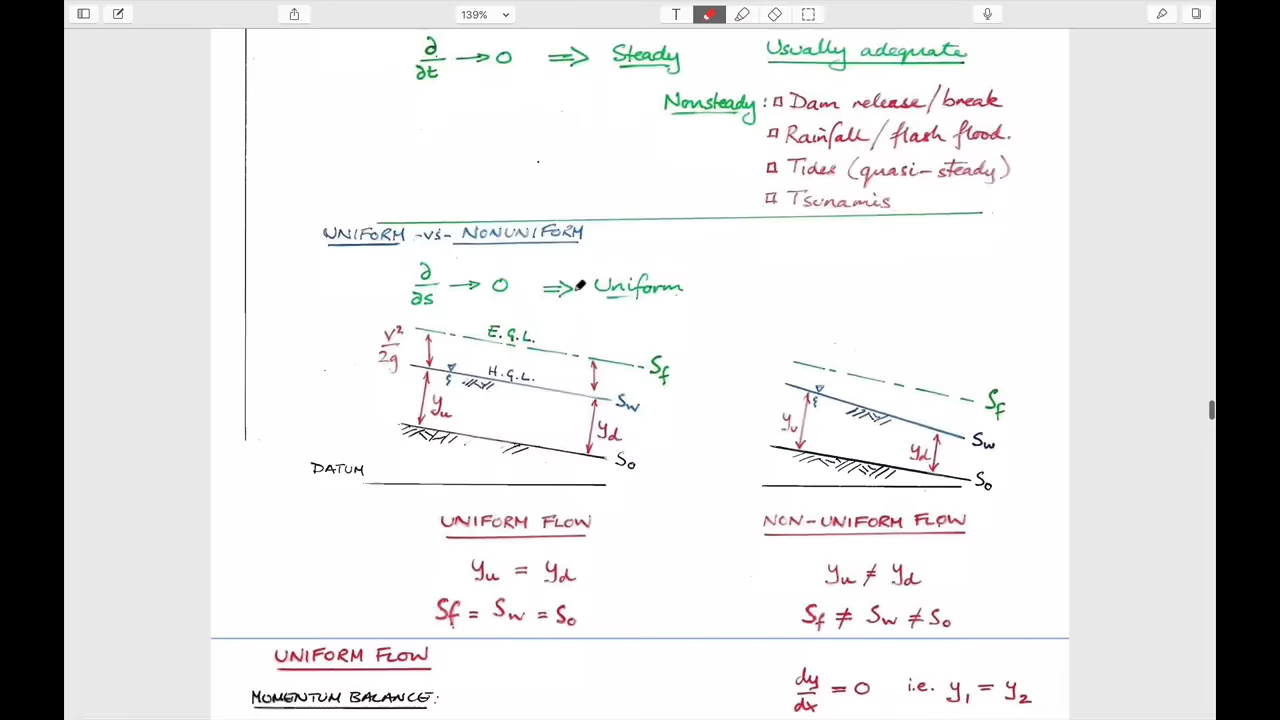 139%
T
∂/∂t → 0 ⇒ Steady Usually adequate
Nonsteady: Dam release/break
Rainfall/flash flood.
Tides (quasi-steady)
Tsunamis
UNIFORM -vs- NONUNIFORM
∂/∂s → 0 ⇒ Uniform
V²/2g E.G.L. Sf
H.G.L. Sw
yu yd
So
DATUM
Sf
yu Sw
yd
So
UNIFORM FLOW
yu = yd
Sf = Sw = So
NON-UNIFORM FLOW
yu ≠ yd
Sf ≠ Sw ≠ So
UNIFORM FLOW
MOMENTUM BALANCE:
dy/dx = 0 i.e. y₁ = y₂